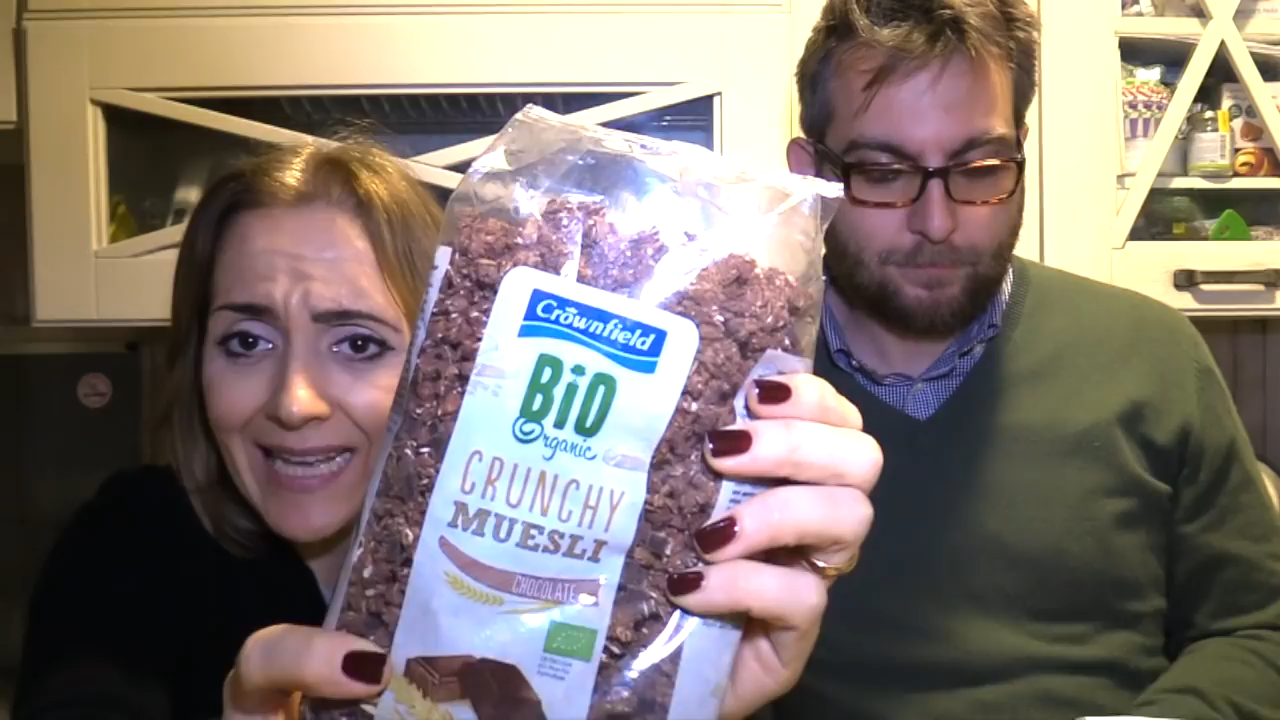 Crownfield
BiO
Organic
CRUNCHY
MUESLI
CHOCOLATE